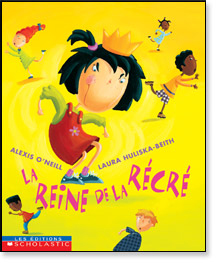 ALEXIS O'NEILL
LAURA HULISKA-BEITH
LA REINE DE LA RÉCRÉ
LES ÉDITIONS
SCHOLASTIC